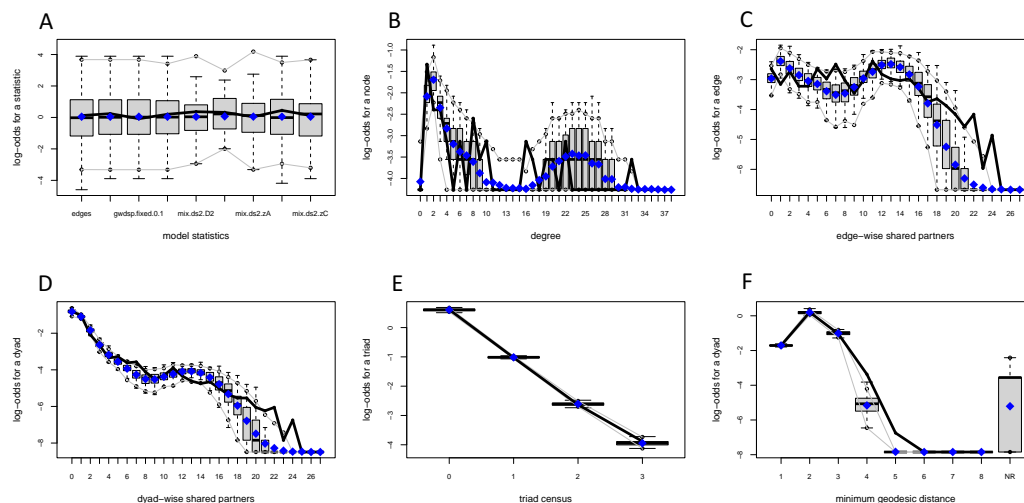 A
B
C
log−odds for a statistic
4
2
0
−2
−4
edges
gwdsp.fixed.0.1
mix.ds2.D2
mix.ds2.zA
mix.ds2.zC
model statistics
log−odds for a node
−1.0
−1.5
−2.0
−2.5
−3.0
−3.5
−4.0
0 2 4 6 8 10 13 16 19 22 25 28 31 34 37
degree
log−odds for a edge
−2
−3
−4
−5
−6
0 2 4 6 8 10 12 14 16 18 20 22 24 26
edge−wise shared partners
D
E
F
log−odds for a dyad
−2
−4
−6
−8
0 2 4 6 8 10 12 14 16 18 20 22 24 26
dyad−wise shared partners
log−odds for a triad
0
−1
−2
−3
−4
0 1 2 3
triad census
log−odds for a dyad
0
−2
−4
−6
−8
1 2 3 4 5 6 7 8 NR
minimum geodesic distance